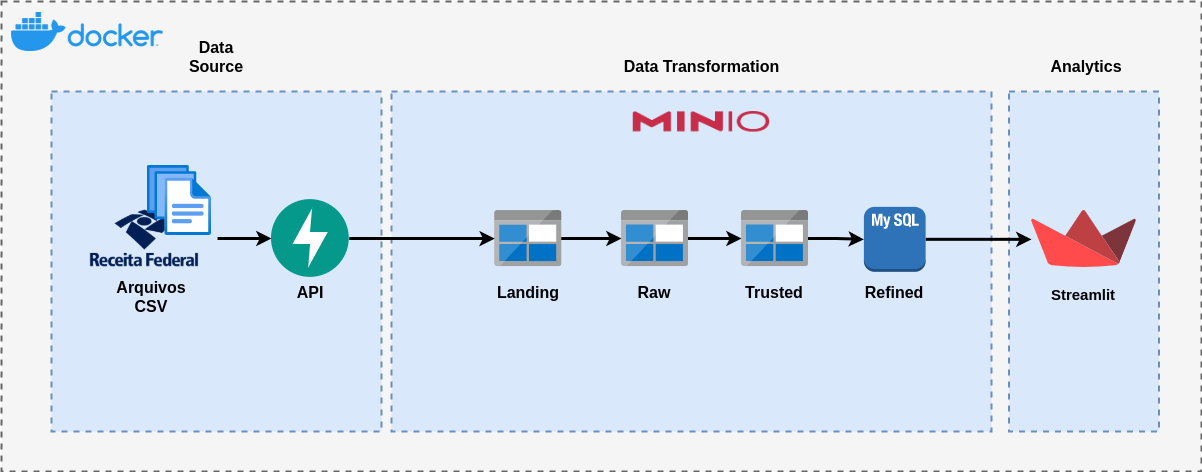 docker
Data
Source
Data Transformation
Analytics
MINIO
My SQL
Receita Federal
Arquivos
CSV
API
Landing
Raw
Trusted
Refined
Streamlit